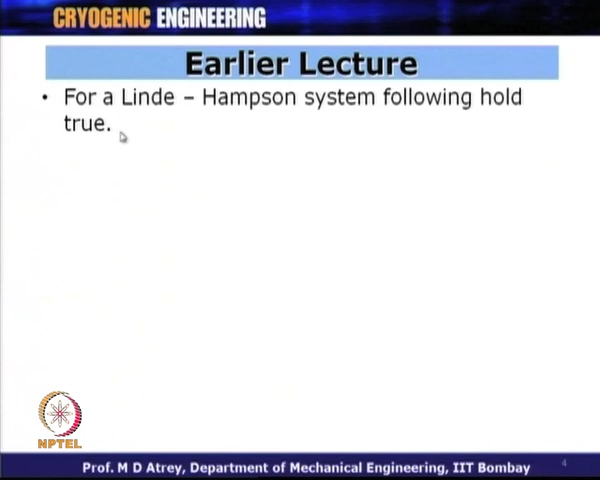 CRYOGENIC ENGINEERING
Earlier Lecture
• For a Linde – Hampson system following hold
true.
NPTEL
Prof. M D Atrey, Department of Mechanical Engineering, IIT Bombay
4